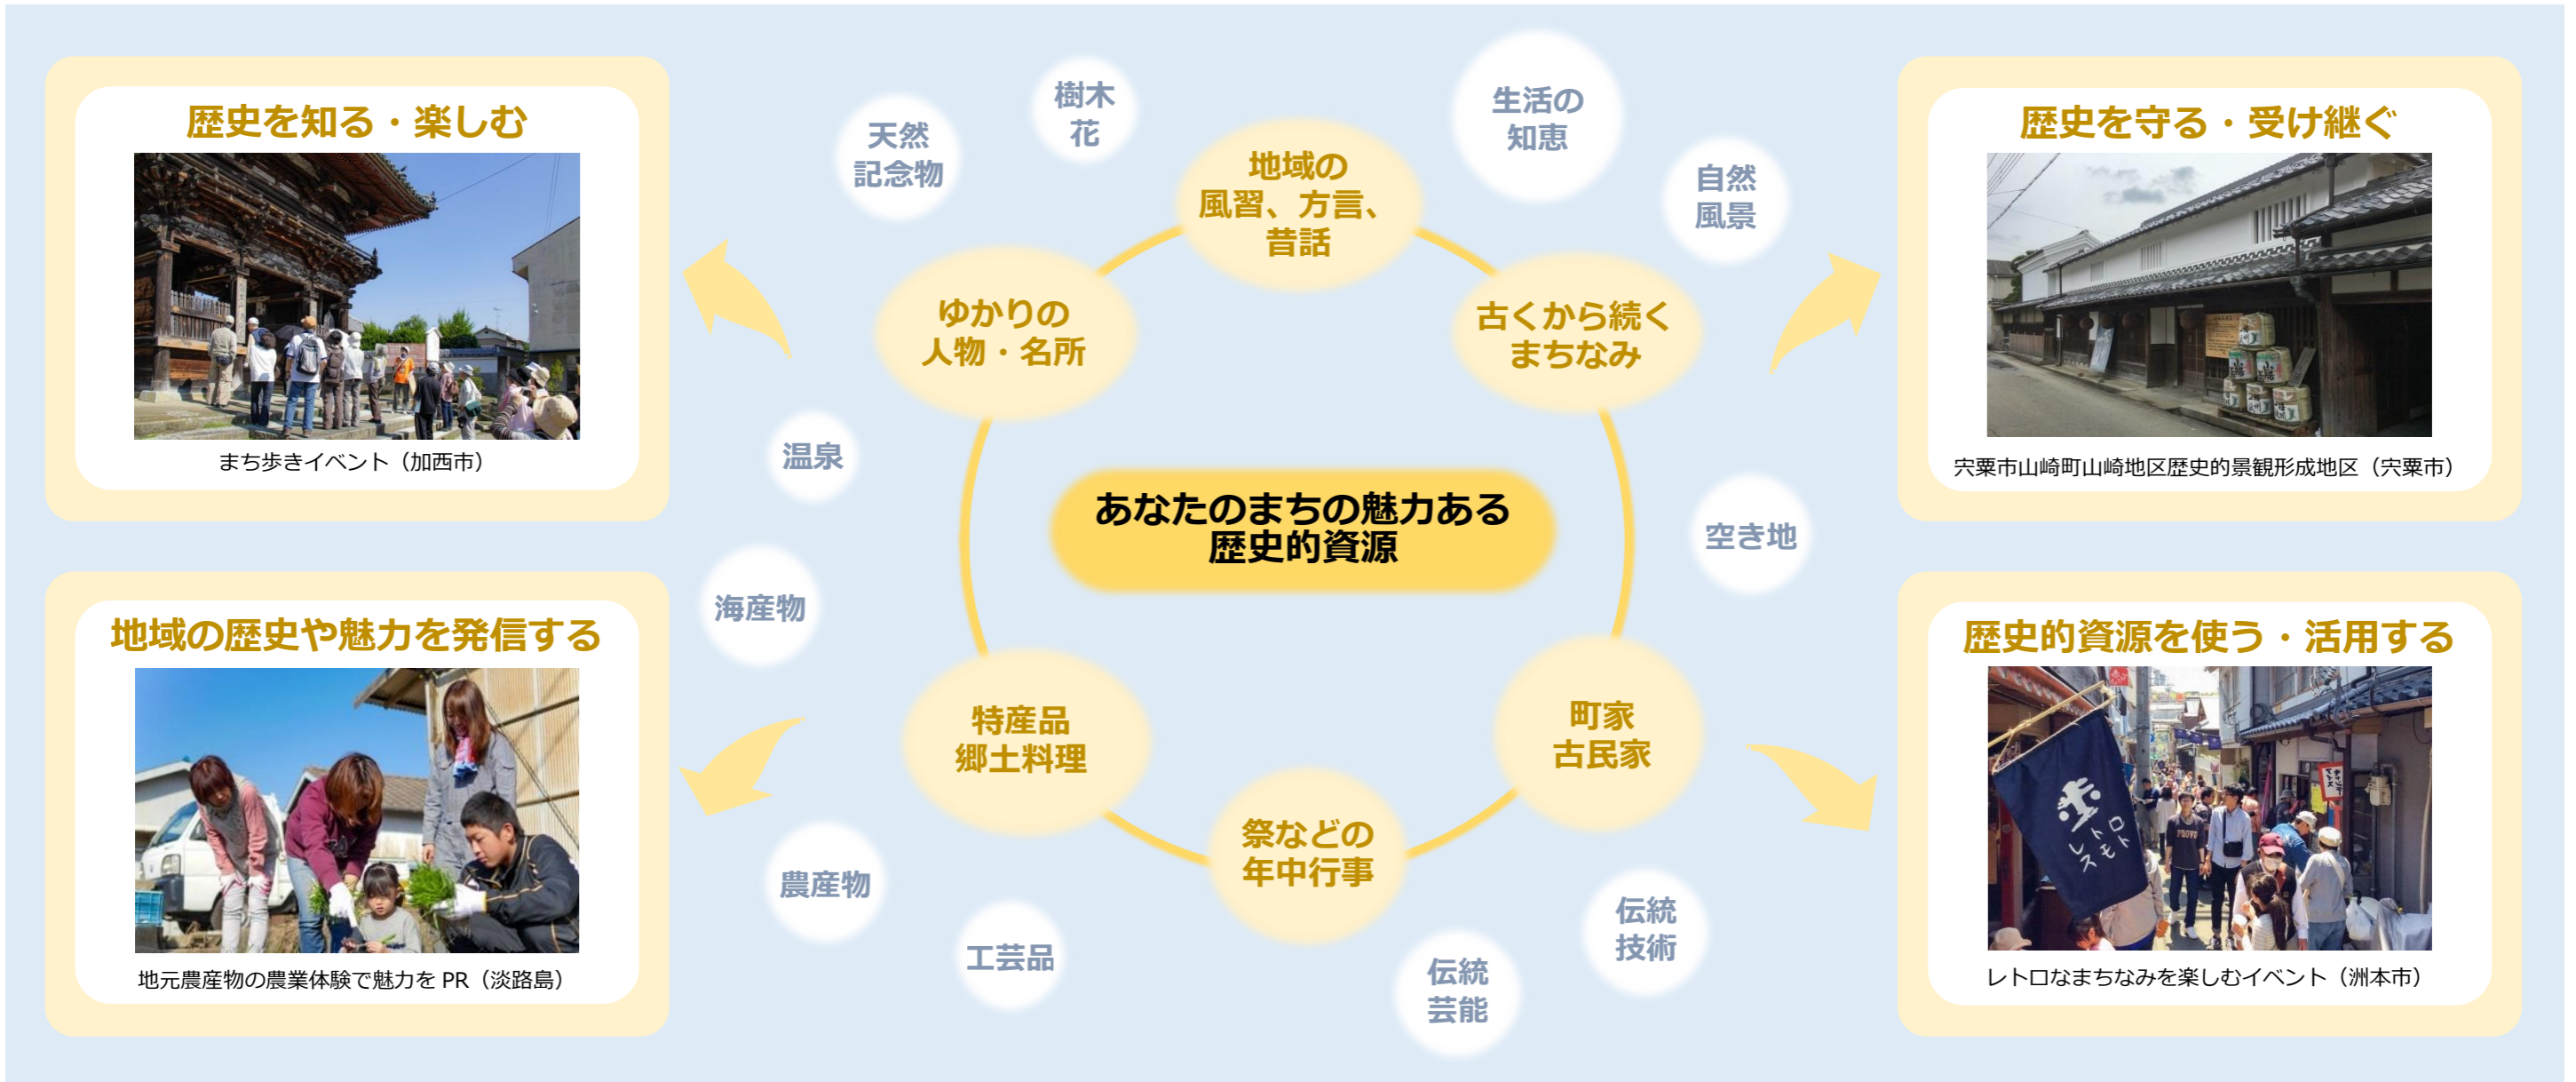 歴史を知る・楽しむ
まち歩きイベント（加西市）
地域の歴史や魅力を発信する
地元農産物の農業体験で魅力を PR（淡路島）
天然
記念物
樹木
花
生活の
知恵
自然
風景
地域の
風習、方言、
昔話
ゆかりの
人物・名所
古くから続く
まちなみ
温泉
あなたのまちの魅力ある
歴史的資源
空き地
海産物
特産品
郷土料理
町家
古民家
祭などの
年中行事
農産物
工芸品
伝統
芸能
伝統
技術
歴史を守る・受け継ぐ
宍粟市山崎町山崎地区歴史的景観形成地区（宍粟市）
歴史的資源を使う・活用する
レトロ
スモト
レトロなまちなみを楽しむイベント（洲本市）